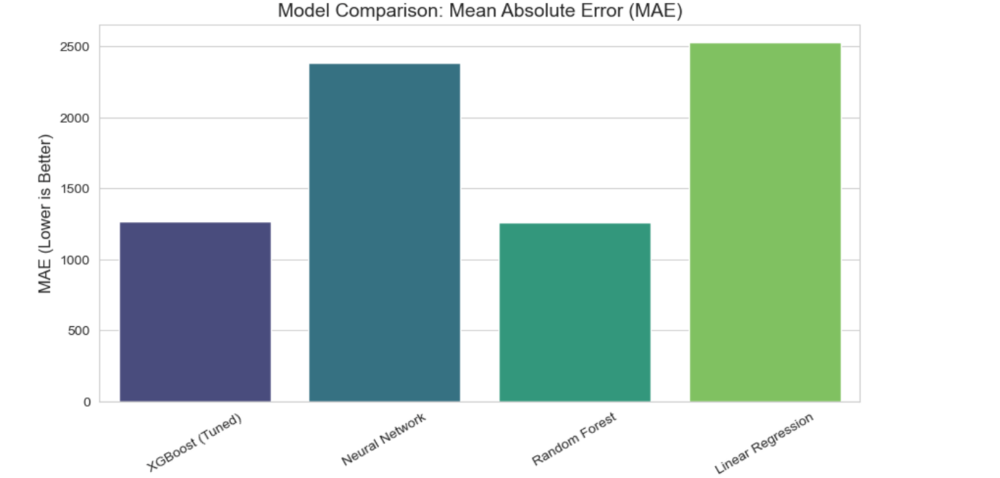 Model Comparison: Mean Absolute Error (MAE)
MAE (Lower is Better)
2500
2000
1500
1000
500
0
XGBoost (Tuned)
Neural Network
Random Forest
Linear Regression